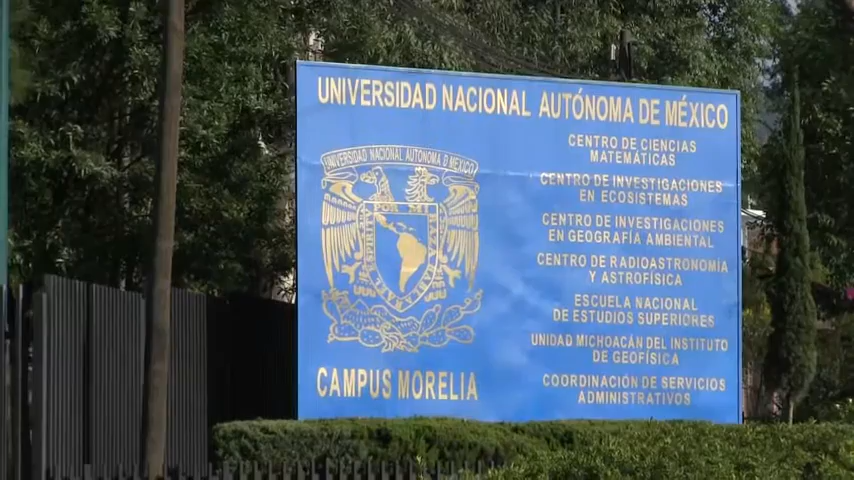 UNIVERSIDAD NACIONAL AUTÓNOMA DE MÉXICO
UNIVERSIDAD NACIONAL AUTONOMA DE MEXICO
CAMPUS MORELIA
CENTRO DE CIENCIAS
MATEMÁTICAS
CENTRO DE INVESTIGACIONES
EN ECOSISTEMAS
CENTRO DE INVESTIGACIONES
EN GEOGRAFÍA AMBIENTAL
CENTRO DE RADIOASTRONOMÍA
Y ASTROFÍSICA
ESCUELA NACIONAL
DE ESTUDIOS SUPERIORES
UNIDAD MICHOACÁN DEL INSTITUTO
DE GEOFÍSICA
COORDINACIÓN DE SERVICIOS
ADMINISTRATIVOS